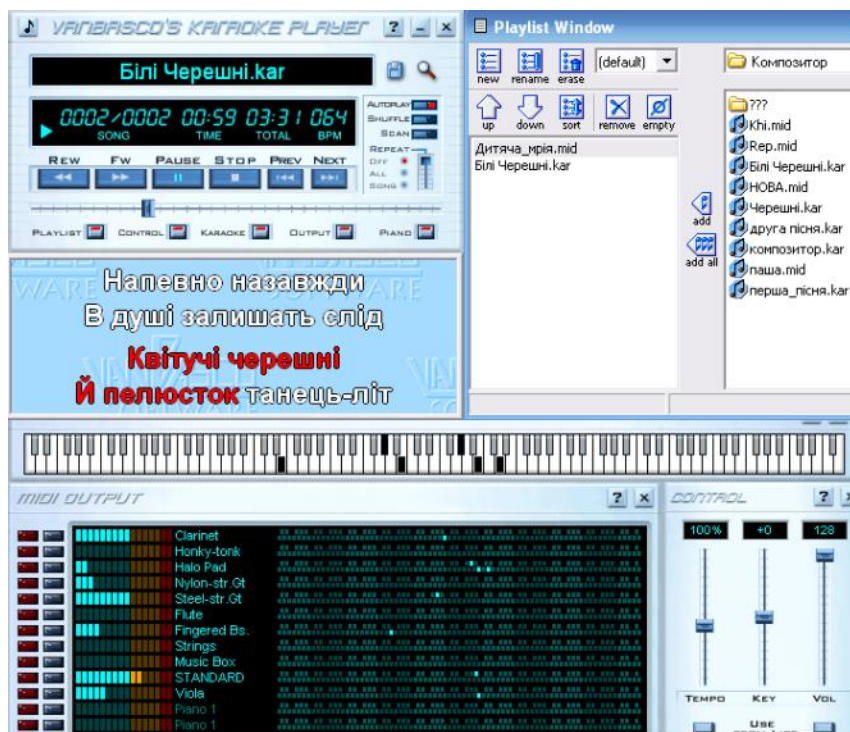 VANBASCO'S KARAOKE PLAYER
Білі Черешні.kar
0002/0002 00:59 03:31 064
SONG TIME TOTAL BPM
AUTOPLAY
SHUFFLE
SCAN
REPEAT
OFF
ALL
SONG
REW FW PAUSE STOP PREV NEXT
PLAYLIST CONTROL KARAOKE OUTPUT PIANO
Напевно назавжди
В душі залишать слід
Квітучі черешні
Й пелюсток танець-літ
Playlist Window
new rename erase
(default)
up down sort remove empty
Дитяча_мрія.mid
Білі Черешні.kar
add
add all
Композитор
???
Khi.mid
Rep.mid
Білі Черешні.kar
НОВА.mid
Черешні.kar
друга пісня.kar
композитор.kar
паша.mid
перша_пісня.kar
MIDI OUTPUT
Clarinet
Honky-tonk
Halo Pad
Nylon-str.Gt
Steel-str.Gt
Flute
Fingered Bs.
Strings
Music Box
STANDARD
Viola
Piano 1
Piano 1
CONTROL
100% +0 128
TEMPO KEY VOL
USE